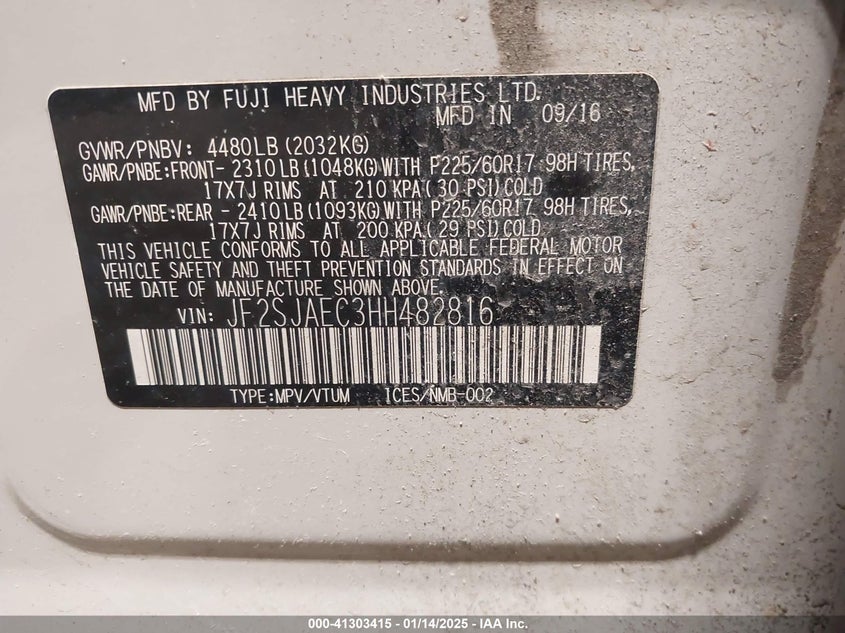 MFD BY FUJI HEAVY INDUSTRIES LTD.
MFD IN 09/16
GVWR/PNBV: 4480LB (2032KG)
GAWR/PNBE:FRONT- 2310LB (1048KG)WITH P225/60R17 98H TIRES,
17X7J RIMS AT 210 KPA( 30 PSI)COLD
GAWR/PNBE:REAR - 2410LB (1093KG)WITH P225/60R17 98H TIRES,
17X7J RIMS AT 200 KPA(29 PSI)COLD
THIS VEHICLE CONFORMS TO ALL APPLICABLE FEDERAL MOTOR
VEHICLE SAFETY AND THEFT PREVENTION STANDARDS IN EFFECT ON
THE DATE OF MANUFACTURE SHOWN ABOVE.
VIN: JF2SJAEC3HH482816
TYPE:MPV/VTUM ICES/NMB-002
000-41303415 - 01/14/2025 - IAA Inc.